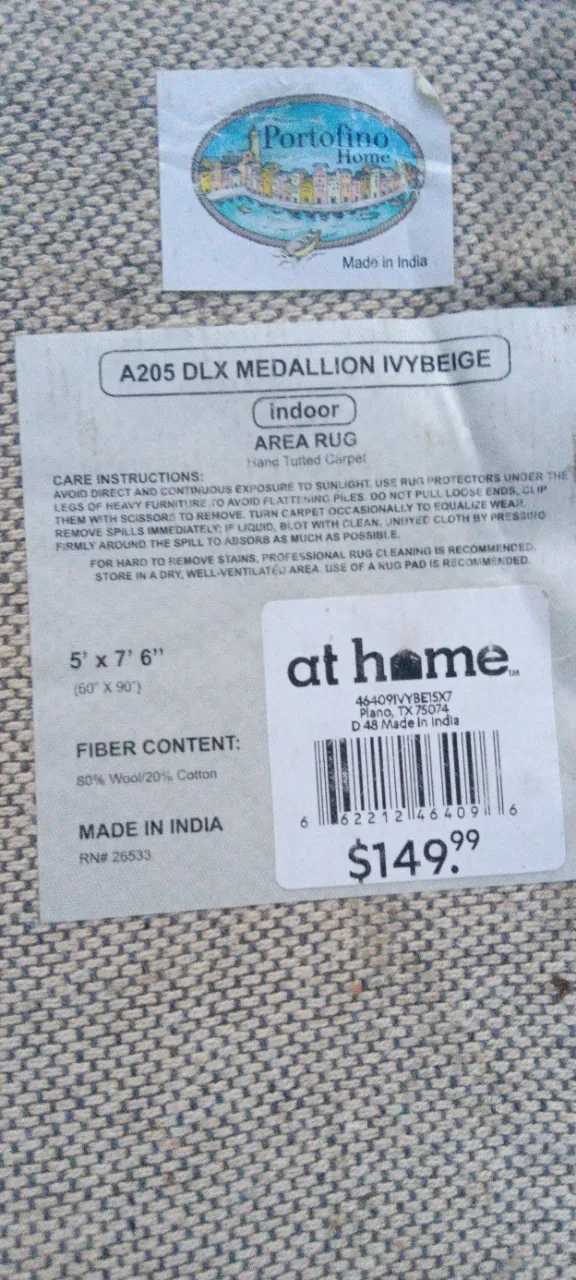 Portofino
Home
Made in India
A205 DLX MEDALLION IVYBEIGE
indoor
AREA RUG
Hand Tufted Carpet
CARE INSTRUCTIONS:
AVOID DIRECT AND CONTINUOUS EXPOSURE TO SUNLIGHT. USE RUG PROTECTORS UNDER THE
LEGS OF HEAVY FURNITURE TO AVOID FLATTENING PILES. DO NOT PULL LOOSE ENDS, CLIP
THEM WITH SCISSORS TO REMOVE. TURN CARPET OCCASIONALLY TO EQUALIZE WEAR.
REMOVE SPILLS IMMEDIATELY; IF LIQUID, BLOT WITH CLEAN, UNDYED CLOTH BY PRESSING
FIRMLY AROUND THE SPILL TO ABSORB AS MUCH AS POSSIBLE.
FOR HARD TO REMOVE STAINS, PROFESSIONAL RUG CLEANING IS RECOMMENDED.
STORE IN A DRY, WELL-VENTILATED AREA. USE OF A RUG PAD IS RECOMMENDED.
5' x 7' 6"
(60" X 90")
FIBER CONTENT:
80% Wool/20% Cotton
MADE IN INDIA
RN# 26533
at home™
46409IVYBE15X7
Plano, TX 75074
D 48 Made in India
6 62212 46409 6
$149.99